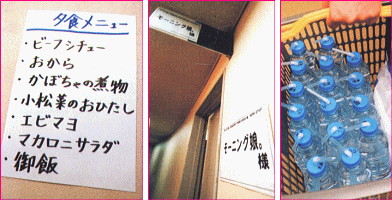 夕食メニュー
・ビーフシチュー
・おから
・かぼちゃの煮物
・小松菜のおひたし
・エビマヨ
・マカロニサラダ
・御飯
モーニング娘。
様
モーニング娘。
様